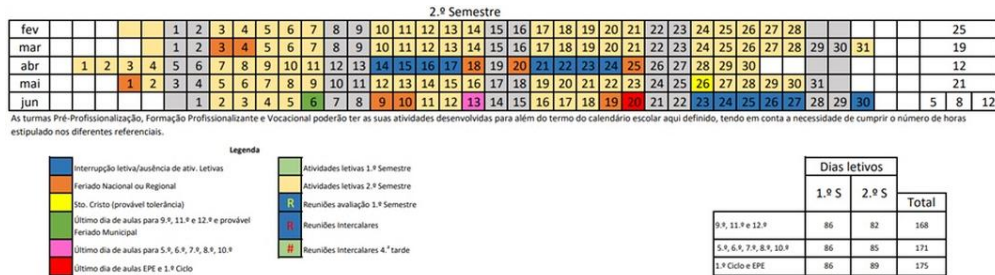 2.º Semestre
fev 1 2 3 4 5 6 7 8 9 10 11 12 13 14 15 16 17 18 19 20 21 22 23 24 25 26 27 28 25
mar 1 2 3 4 5 6 7 8 9 10 11 12 13 14 15 16 17 18 19 20 21 22 23 24 25 26 27 28 29 30 31 19
abr 1 2 3 4 5 6 7 8 9 10 11 12 13 14 15 16 17 18 19 20 21 22 23 24 25 26 27 28 29 30 12
mai 1 2 3 4 5 6 7 8 9 10 11 12 13 14 15 16 17 18 19 20 21 22 23 24 25 26 27 28 29 30 31 21
jun 1 2 3 4 5 6 7 8 9 10 11 12 13 14 15 16 17 18 19 20 21 22 23 24 25 26 27 28 29 30 5 8 12
As turmas Pré-Profissionalização, Formação Profissionalizante e Vocacional poderão ter as suas atividades desenvolvidas para além do termo do calendário escolar aqui definido, tendo em conta a necessidade de cumprir o número de horas
estipulado nos diferentes referenciais.
Legenda
Interrupção letiva/ausência de ativ. Letivas
Feriado Nacional ou Regional
Sto. Cristo (provável tolerância)
Último dia de aulas para 9.º, 11.º e 12.º e provável
Feriado Municipal
Último dia de aulas para 5.º, 6.º, 7.º, 8.º, 10.º
Último dia de aulas EPE e 1.º Ciclo
Atividades letivas 1.º Semestre
Atividades letivas 2.º Semestre
R Reuniões avaliação 1.º Semestre
R Reuniões Intercalares
# Reuniões Intercalares 4.ª tarde
Dias letivos
1.º S 2.º S Total
9.º, 11.º e 12.º 86 82 168
5.º, 6.º, 7.º, 8.º, 10.º 86 85 171
1.º Ciclo e EPE 86 89 175